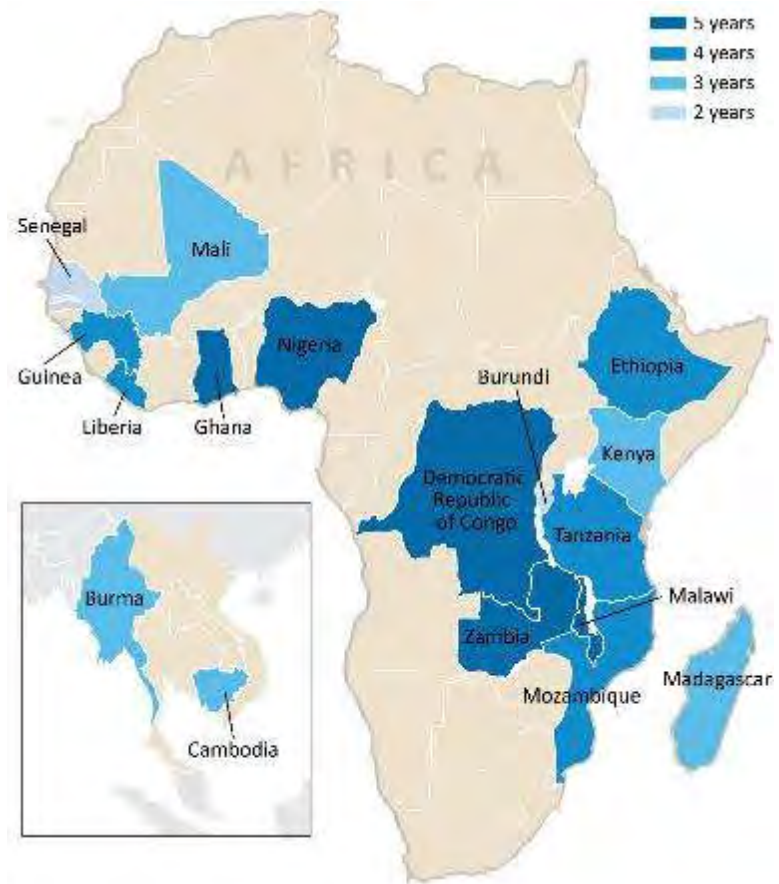 5 years
4 years
3 years
2 years
AFRICA
Senegal
Mali
Nigeria
Guinea
Liberia
Ghana
Burundi
Ethiopia
Kenya
Democratic
Republic
of Congo
Tanzania
Malawi
Zambia
Mozambique
Madagascar
Burma
Cambodia